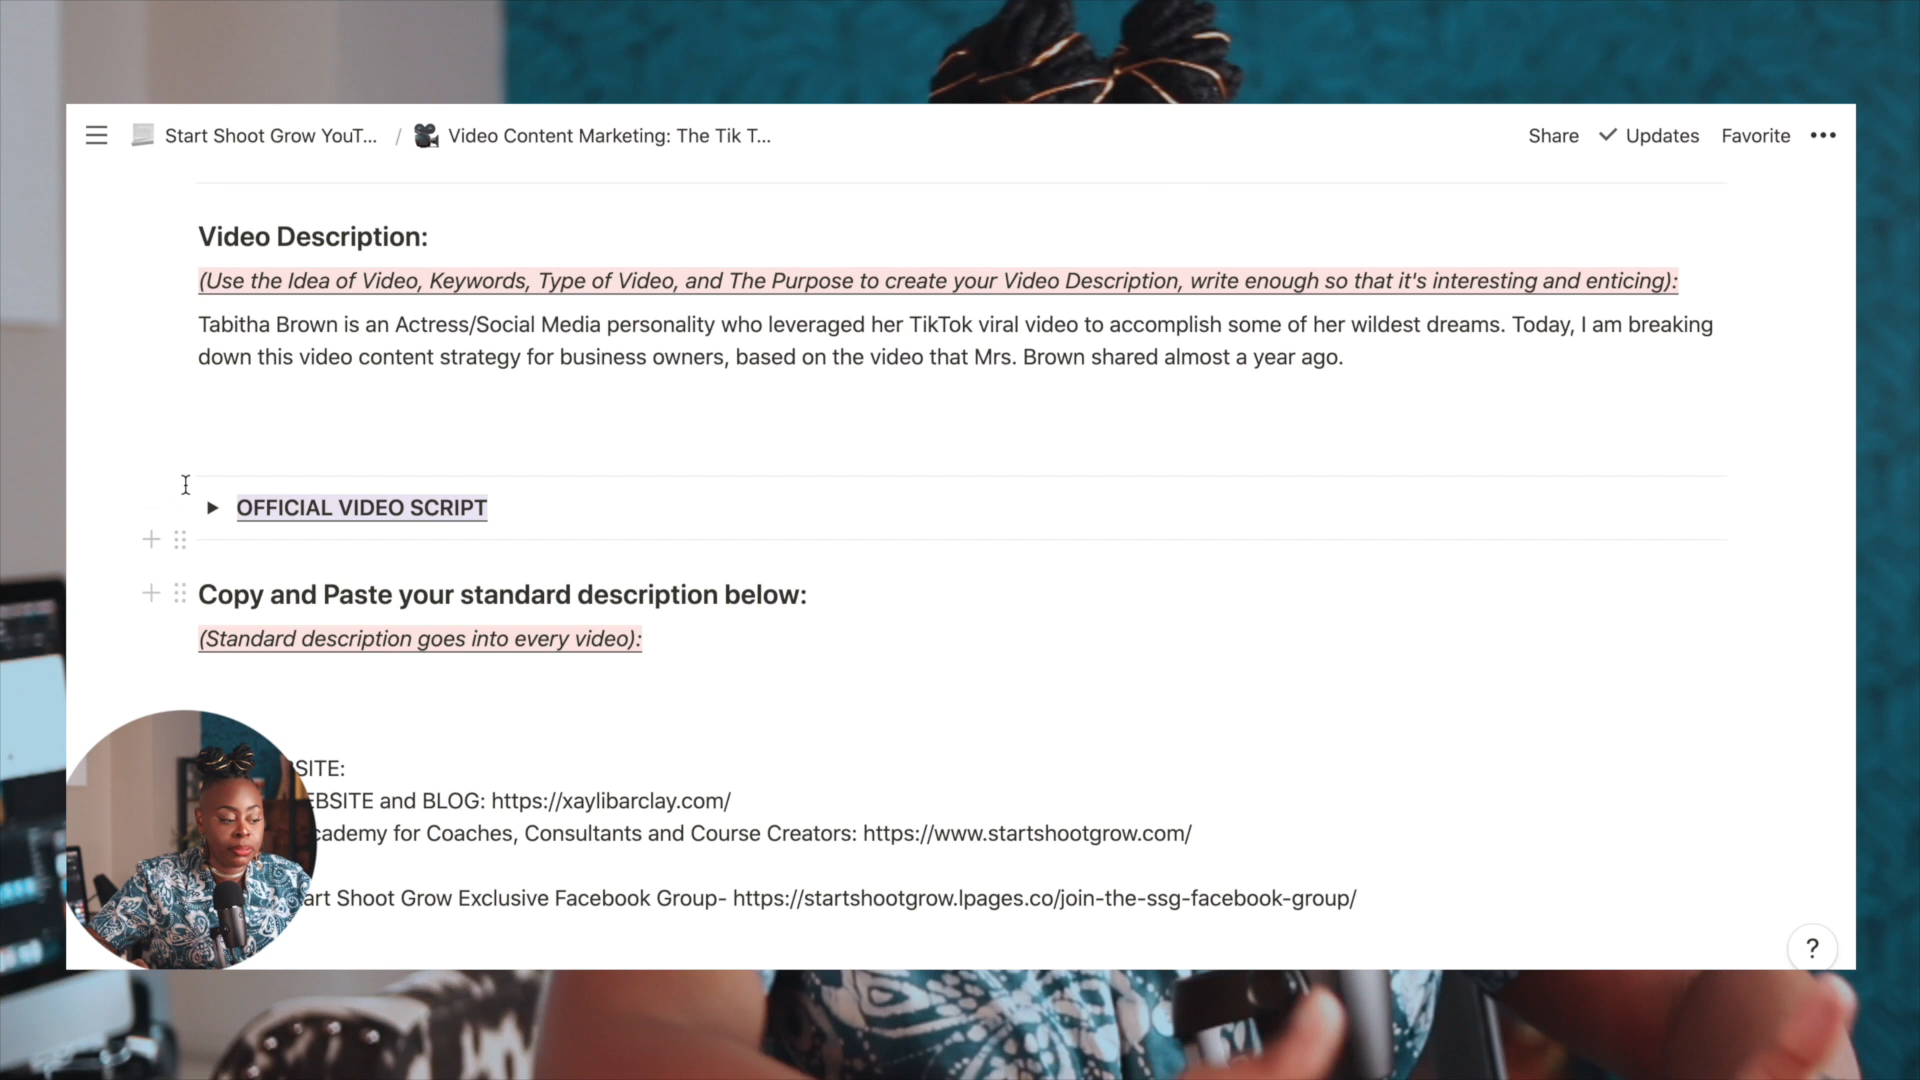 Start Shoot Grow YouT... / Video Content Marketing: The Tik T... Share Updates Favorite
Video Description:
(Use the Idea of Video, Keywords, Type of Video, and The Purpose to create your Video Description, write enough so that it's interesting and enticing):
Tabitha Brown is an Actress/Social Media personality who leveraged her TikTok viral video to accomplish some of her wildest dreams. Today, I am breaking
down this video content strategy for business owners, based on the video that Mrs. Brown shared almost a year ago.
OFFICIAL VIDEO SCRIPT
Copy and Paste your standard description below:
(Standard description goes into every video):
SITE:
EBSITE and BLOG: https://xaylibarclay.com/
cademy for Coaches, Consultants and Course Creators: https://www.startshootgrow.com/
art Shoot Grow Exclusive Facebook Group- https://startshootgrow.lpages.co/join-the-ssg-facebook-group/
?